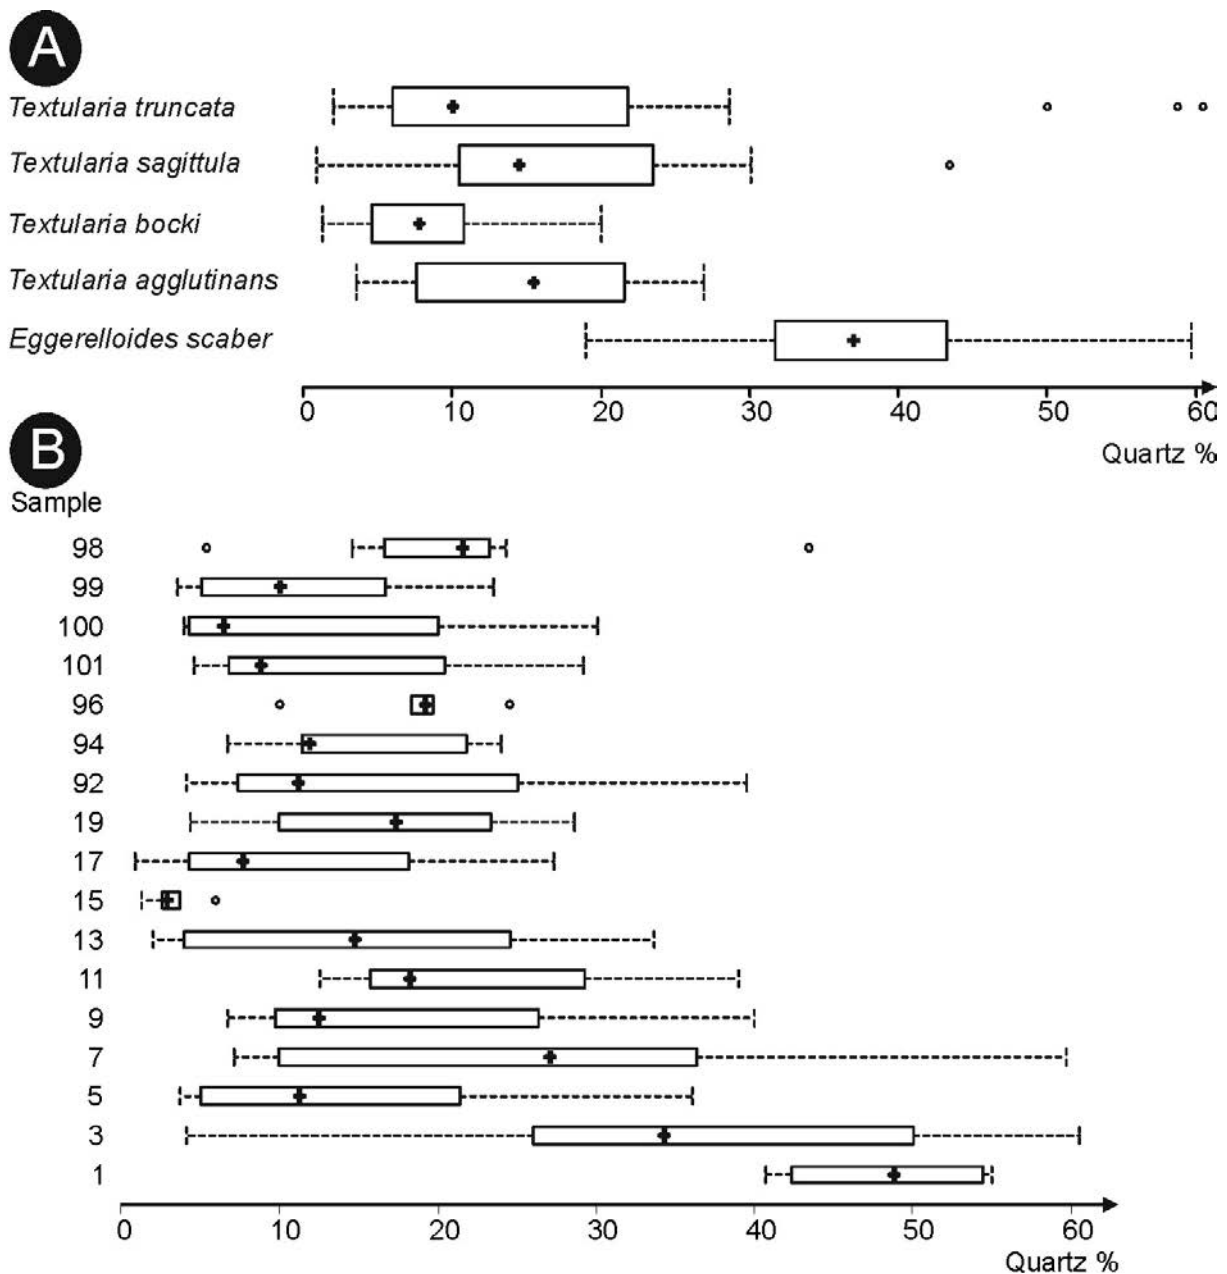 A
Textularia truncata
Textularia sagittula
Textularia bocki
Textularia agglutinans
Eggerelloides scaber
0 10 20 30 40 50 60
Quartz %
B
Sample
98
99
100
101
96
94
92
19
17
15
13
11
9
7
5
3
1
0 10 20 30 40 50 60
Quartz %